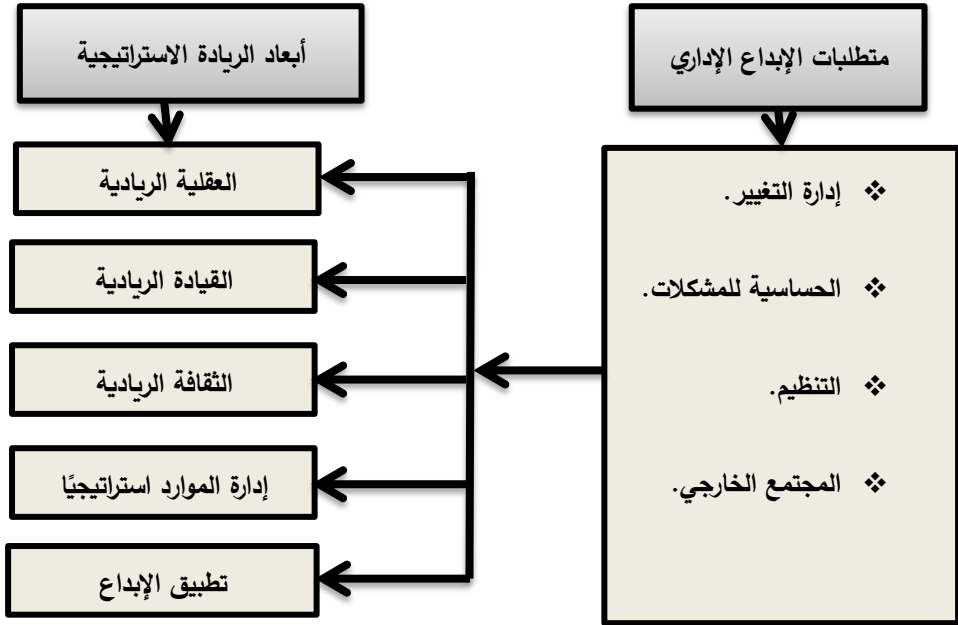 متطلبات الإبداع الإداري
❖ إدارة التغيير.
❖ الحساسية للمشكلات.
❖ التنظيم.
❖ المجتمع الخارجي.
أبعاد الريادة الاستراتيجية
العقلية الريادية
القيادة الريادية
الثقافة الريادية
إدارة الموارد استراتيجيًا
تطبيق الإبداع